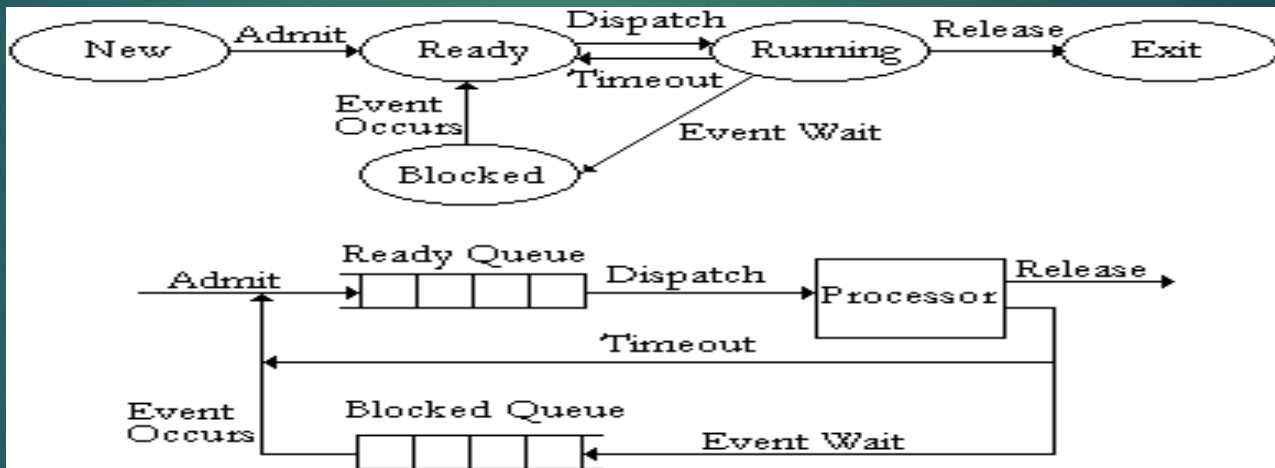 New
Admit
Ready
Dispatch
Timeout
Running
Release
Exit
Event
Occurs
Event Wait
Blocked
Ready Queue
Admit
Dispatch
Processor
Release
Timeout
Event
Occurs
Blocked Queue
Event Wait